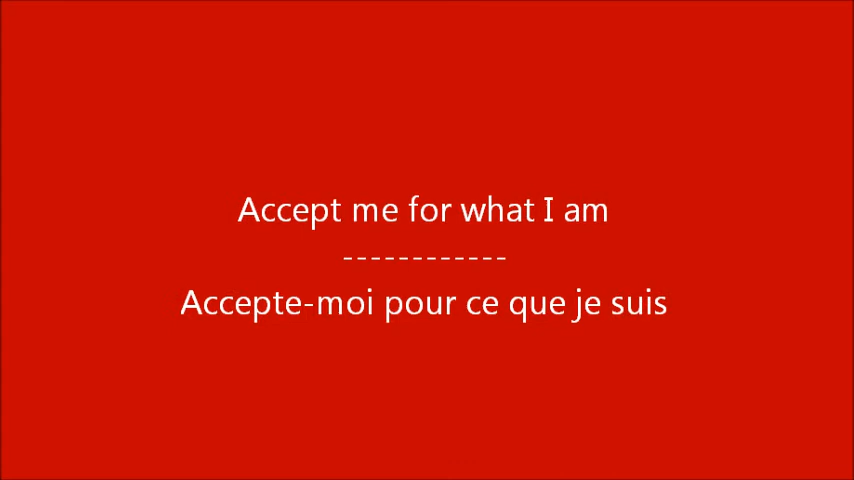 Accept me for what I am
------------
Accepte-moi pour ce que je suis